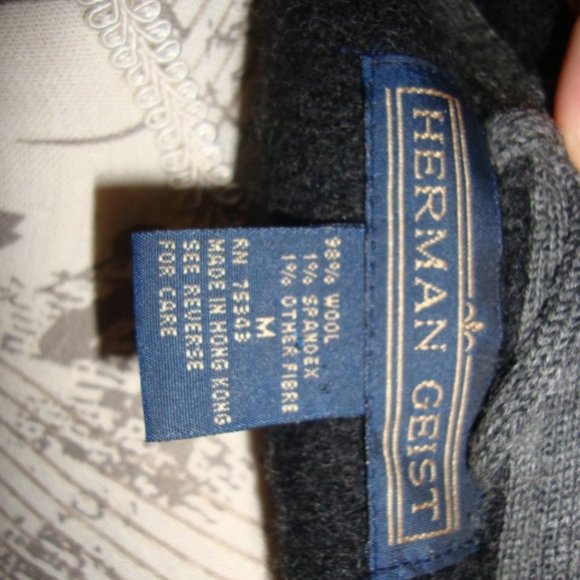 HERMAN GEIST
98% WOOL
1% SPANDEX
1% OTHER FIBRE
M
RN 75343
MADE IN HONG KONG
SEE REVERSE
FOR CARE